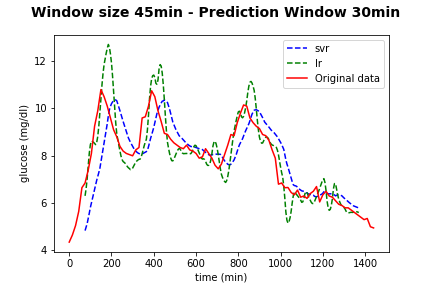 Window size 45min - Prediction Window 30min
svr
lr
Original data
glucose (mg/dl)
12
10
8
6
4
0
200
400
600
800
1000
1200
1400
time (min)